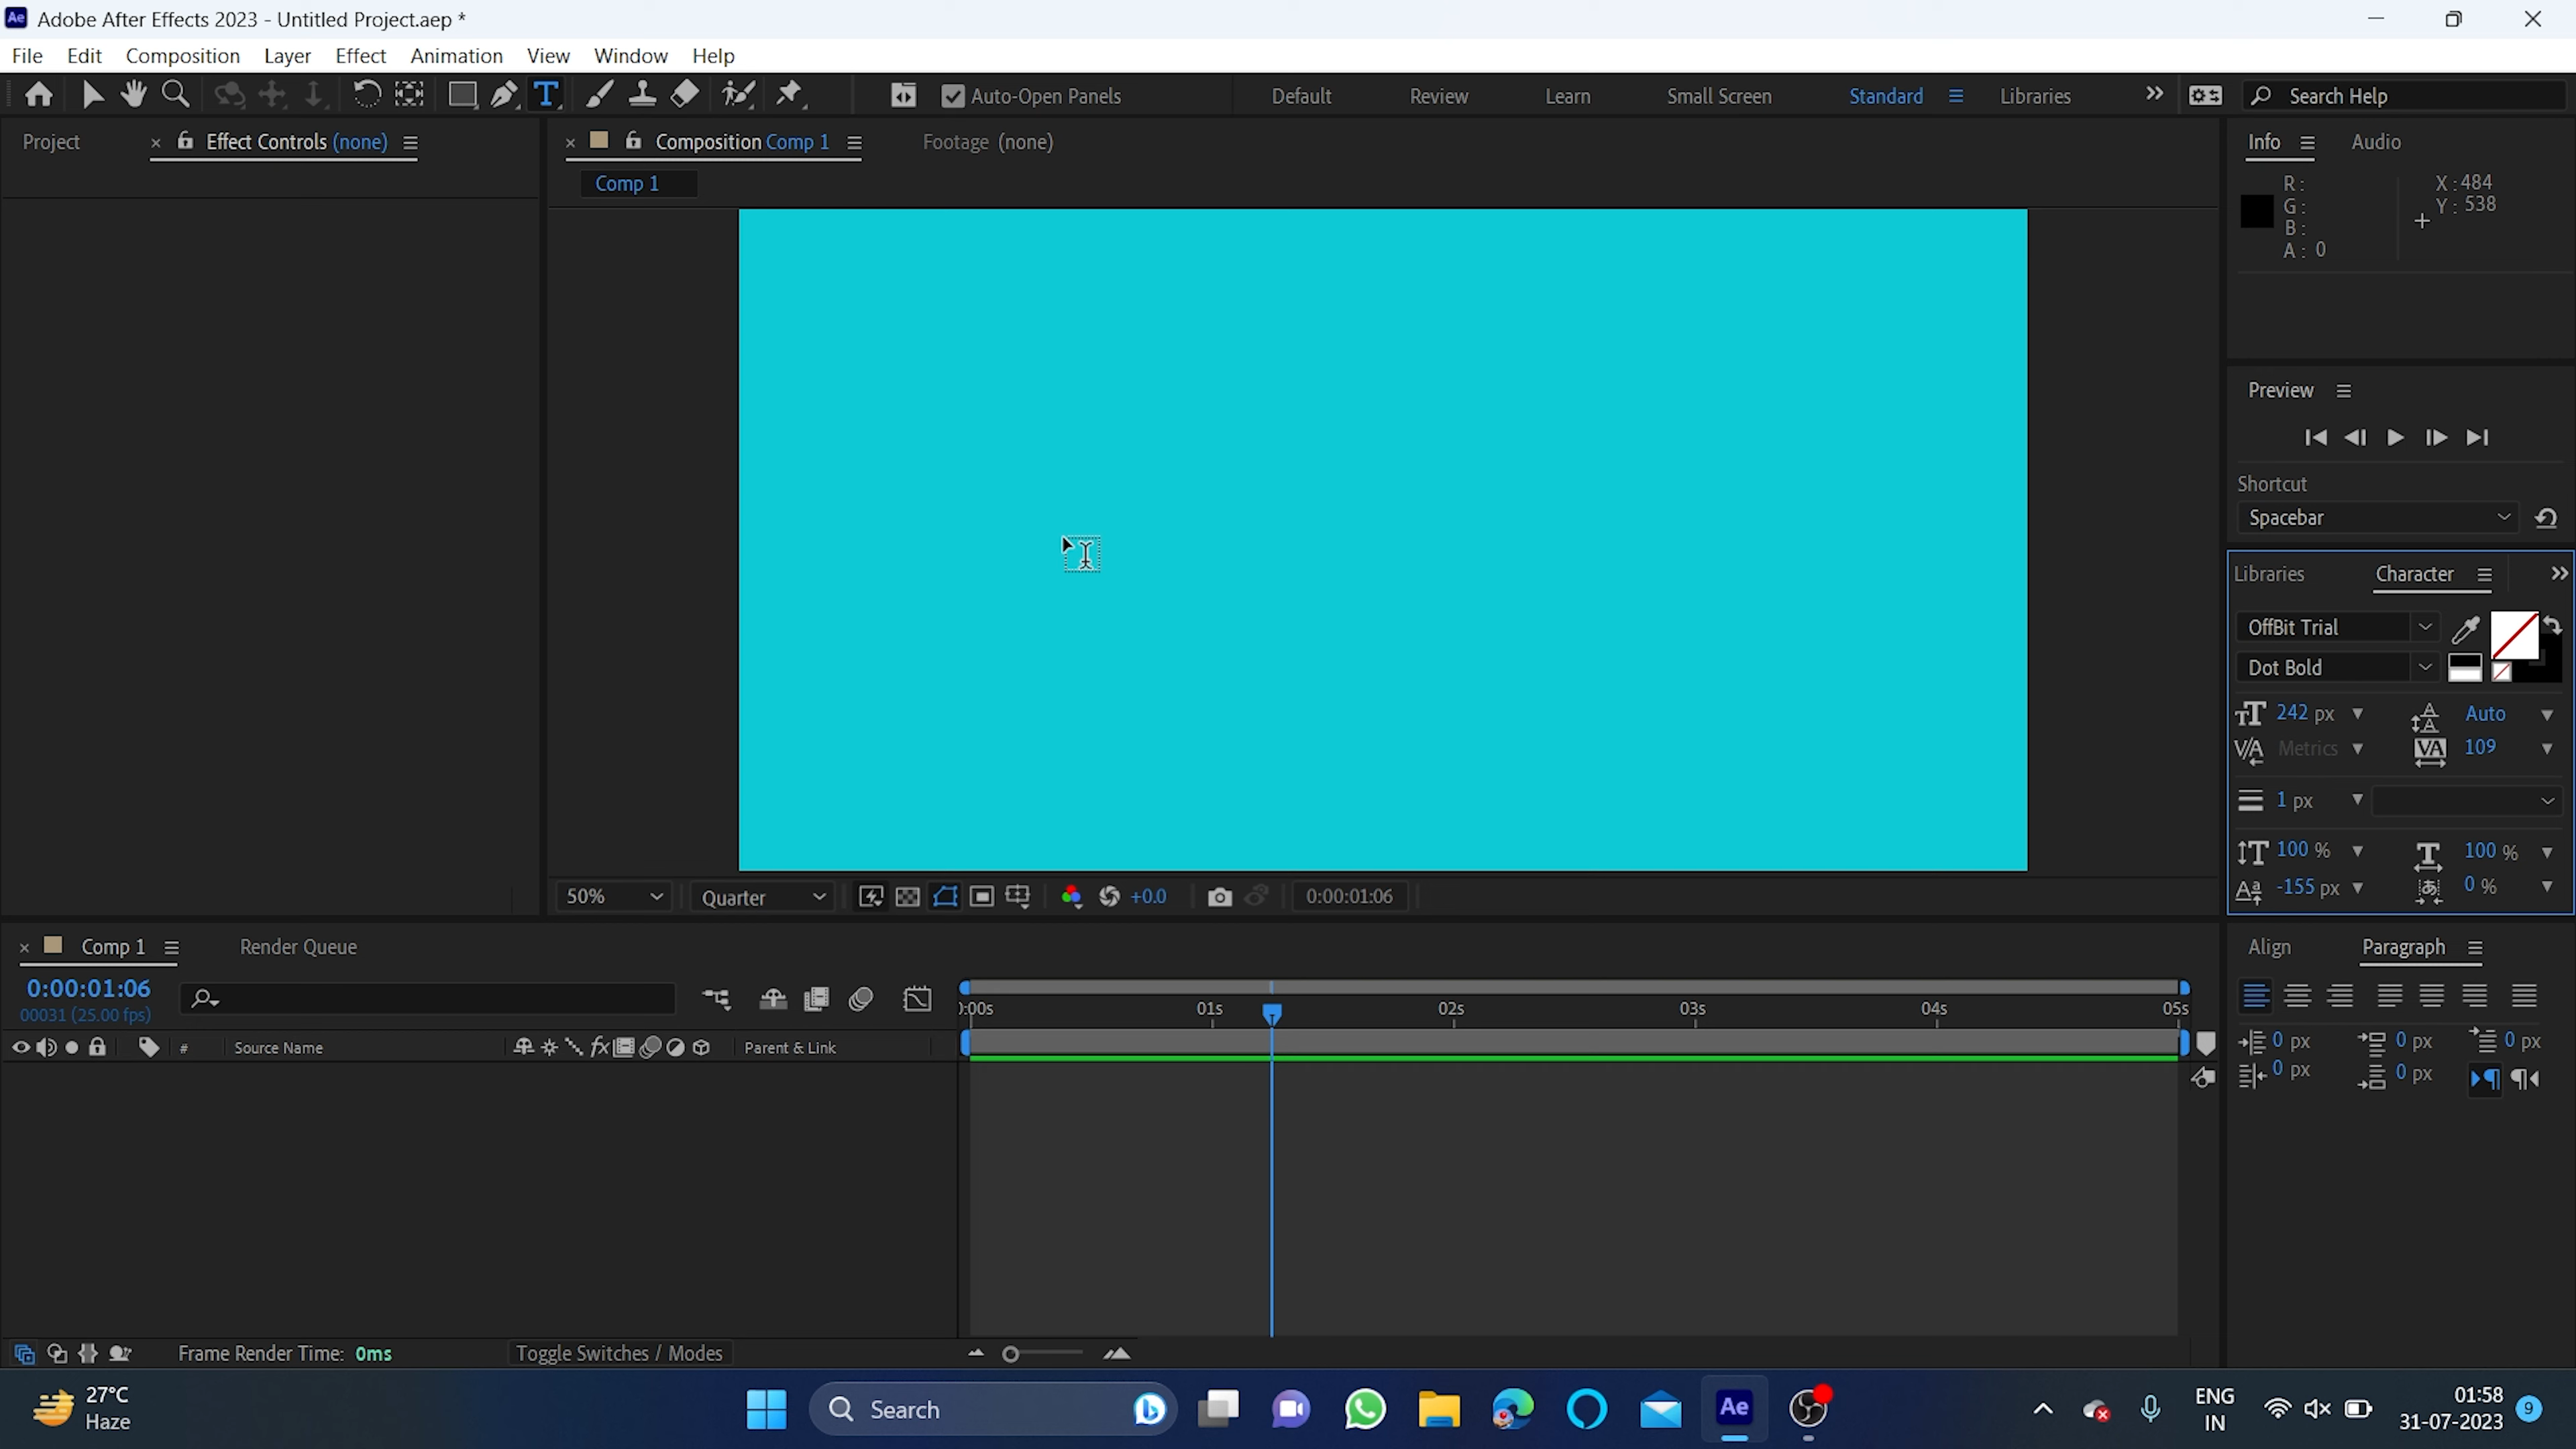 Ae Adobe After Effects 2023 - Untitled Project.aep *
File Edit Composition Layer Effect Animation View Window Help
Auto-Open Panels Default Review Learn Small Screen Standard Libraries Search Help
Project Effect Controls (none) Composition Comp 1 Footage (none)
Comp 1
Info Audio
R:
G:
B:
A: 0
X: 484
Y: 538
Preview
Shortcut
Spacebar
Libraries Character
OffBit Trial
Dot Bold
242 px Auto
Metrics 109
1 px
100 % 100 %
-155 px 0 %
50% Quarter +0.0 0:00:01:06
Comp 1 Render Queue
0:00:01:06
00031 (25.00 fps)
):00s 01s 02s 03s 04s 05s
# Source Name Parent & Link
Align Paragraph
0 px 0 px 0 px
0 px 0 px
Frame Render Time: 0ms Toggle Switches / Modes
27°C
Haze
Search
Ae
ENG
IN
01:58
31-07-2023
9